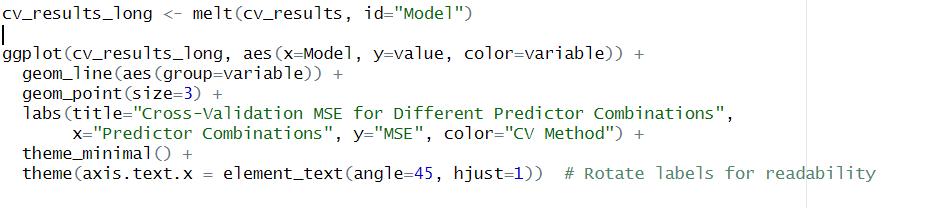 cv_results_long <- melt(cv_results, id="Model")
ggplot(cv_results_long, aes(x=Model, y=value, color=variable)) +
  geom_line(aes(group=variable)) +
  geom_point(size=3) +
  labs(title="Cross-Validation MSE for Different Predictor Combinations",
       x="Predictor Combinations", y="MSE", color="CV Method") +
  theme_minimal() +
  theme(axis.text.x = element_text(angle=45, hjust=1))  # Rotate labels for readability